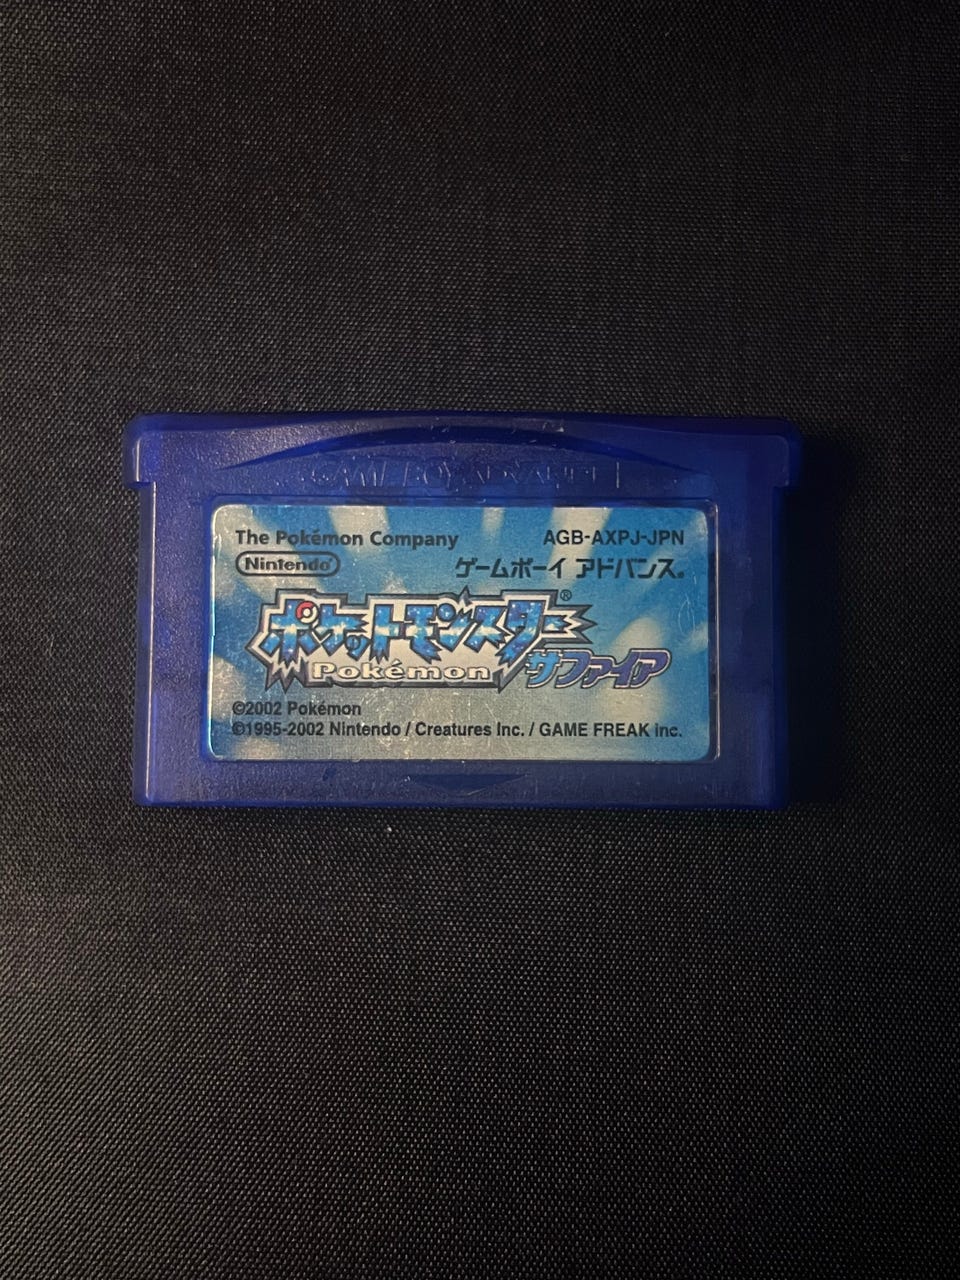 GAME BOY ADVANCE
The Pokémon Company AGB-AXPJ-JPN
Nintendo® ゲームボーイ アドバンス®
ポケットモンスター®
Pokémon サファイア
©2002 Pokémon
©1995-2002 Nintendo / Creatures Inc. / GAME FREAK inc.